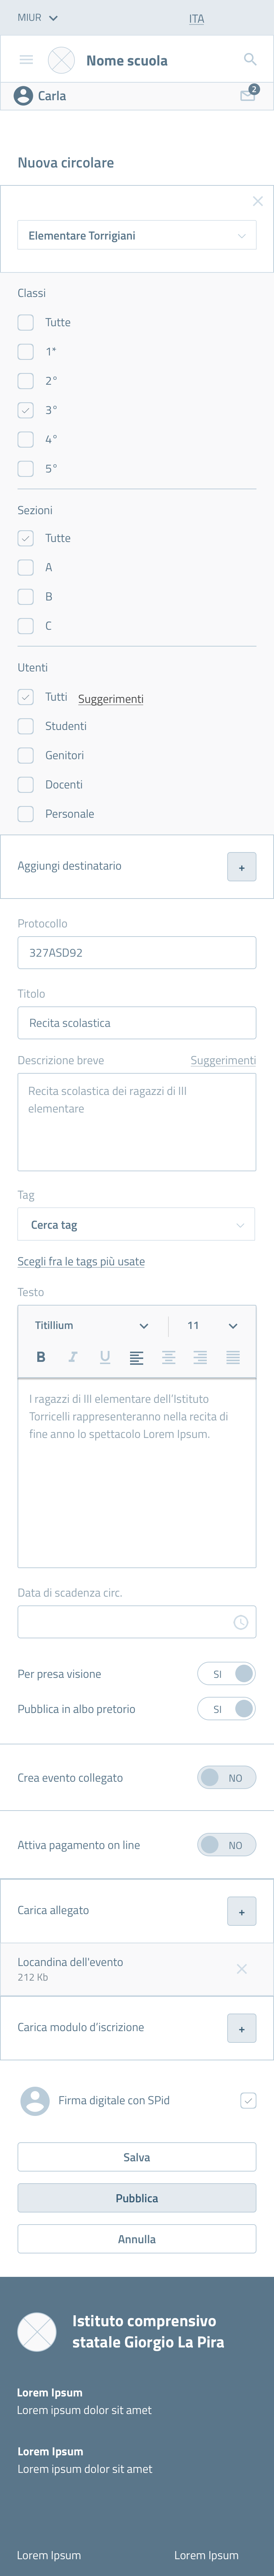 MIUR
ITA
Nome scuola
Carla
2
Nuova circolare
Elementare Torrigiani
Classi
Tutte
1*
2°
3°
4°
5°
Sezioni
Tutte
A
B
C
Utenti
Tutti Suggerimenti
Studenti
Genitori
Docenti
Personale
Aggiungi destinatario +
Protocollo
327ASD92
Titolo
Recita scolastica
Descrizione breve Suggerimenti
Recita scolastica dei ragazzi di III
elementare
Tag
Cerca tag
Scegli fra le tags più usate
Testo
Titillium 11
B I U
I ragazzi di III elementare dell'Istituto
Torricelli rappresenteranno nella recita di
fine anno lo spettacolo Lorem Ipsum.
Data di scadenza circ.
Per presa visione SI
Pubblica in albo pretorio SI
Crea evento collegato NO
Attiva pagamento on line NO
Carica allegato +
Locandina dell'evento
212 Kb
Carica modulo d'iscrizione +
Firma digitale con SPid
Salva
Pubblica
Annulla
Istituto comprensivo
statale Giorgio La Pira
Lorem Ipsum
Lorem ipsum dolor sit amet
Lorem Ipsum
Lorem ipsum dolor sit amet
Lorem Ipsum Lorem Ipsum